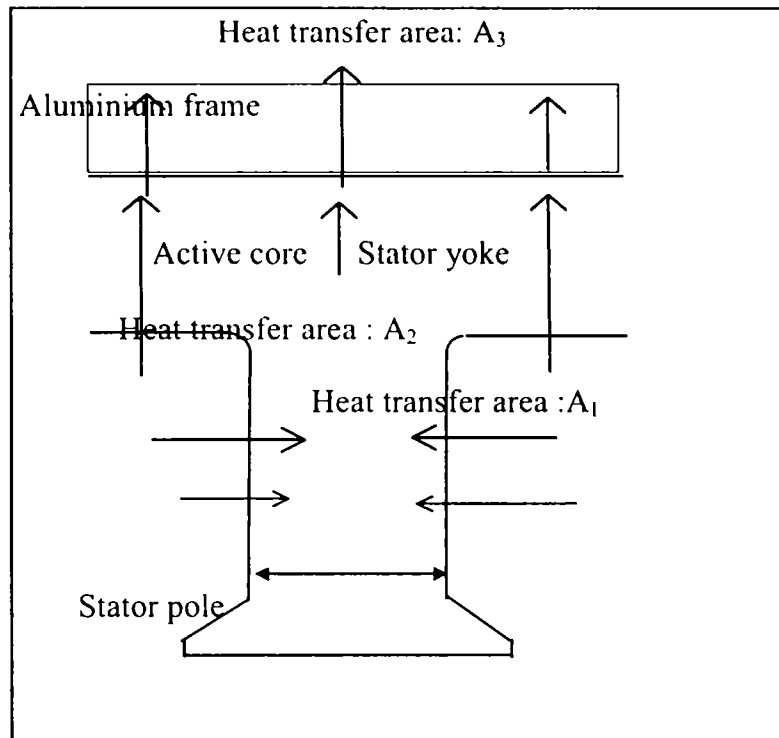 Heat transfer area: A₃
Aluminium frame
Active core
Stator yoke
Heat transfer area : A₂
Heat transfer area :A₁
Stator pole